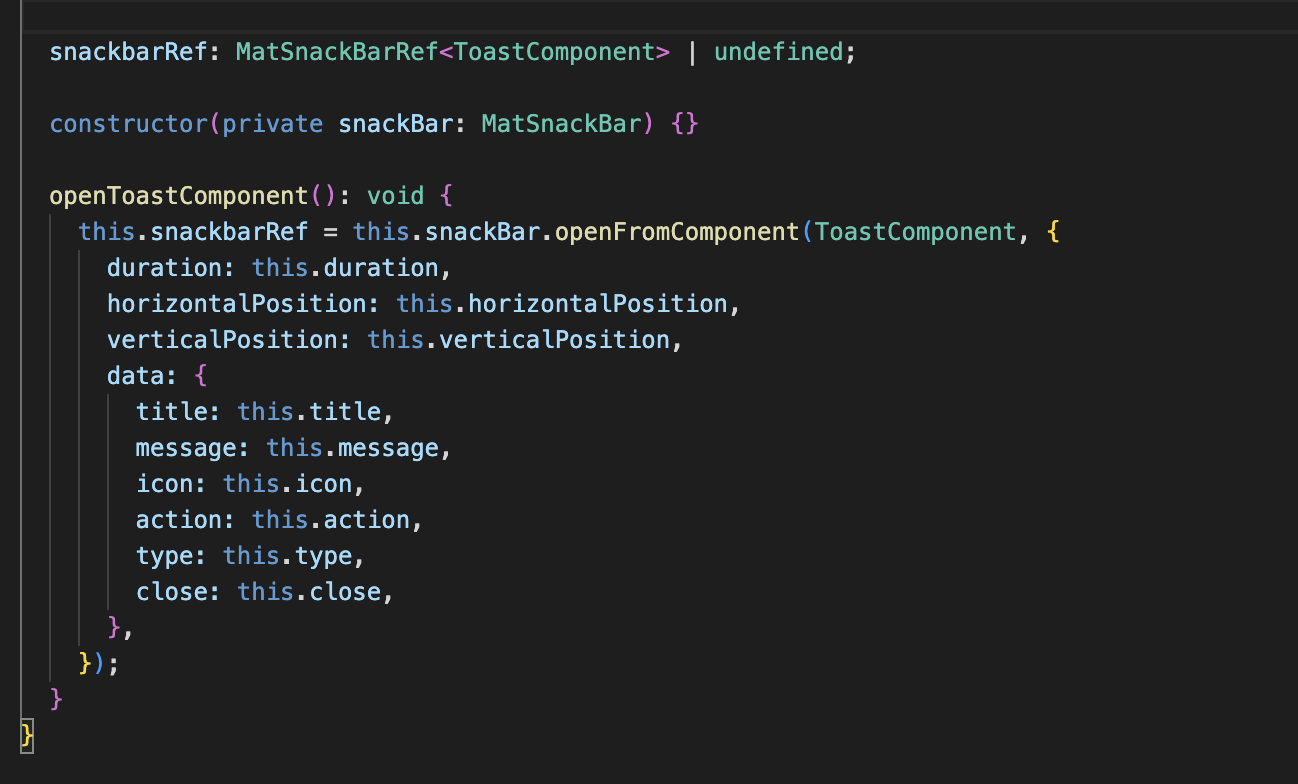 snackbarRef: MatSnackBarRef<ToastComponent> | undefined;
constructor(private snackBar: MatSnackBar) {}
openToastComponent(): void {
this.snackbarRef = this.snackBar.openFromComponent(ToastComponent, {
duration: this.duration,
horizontalPosition: this.horizontalPosition,
verticalPosition: this.verticalPosition,
data: {
title: this.title,
message: this.message,
icon: this.icon,
action: this.action,
type: this.type,
close: this.close,
},
});
}
}